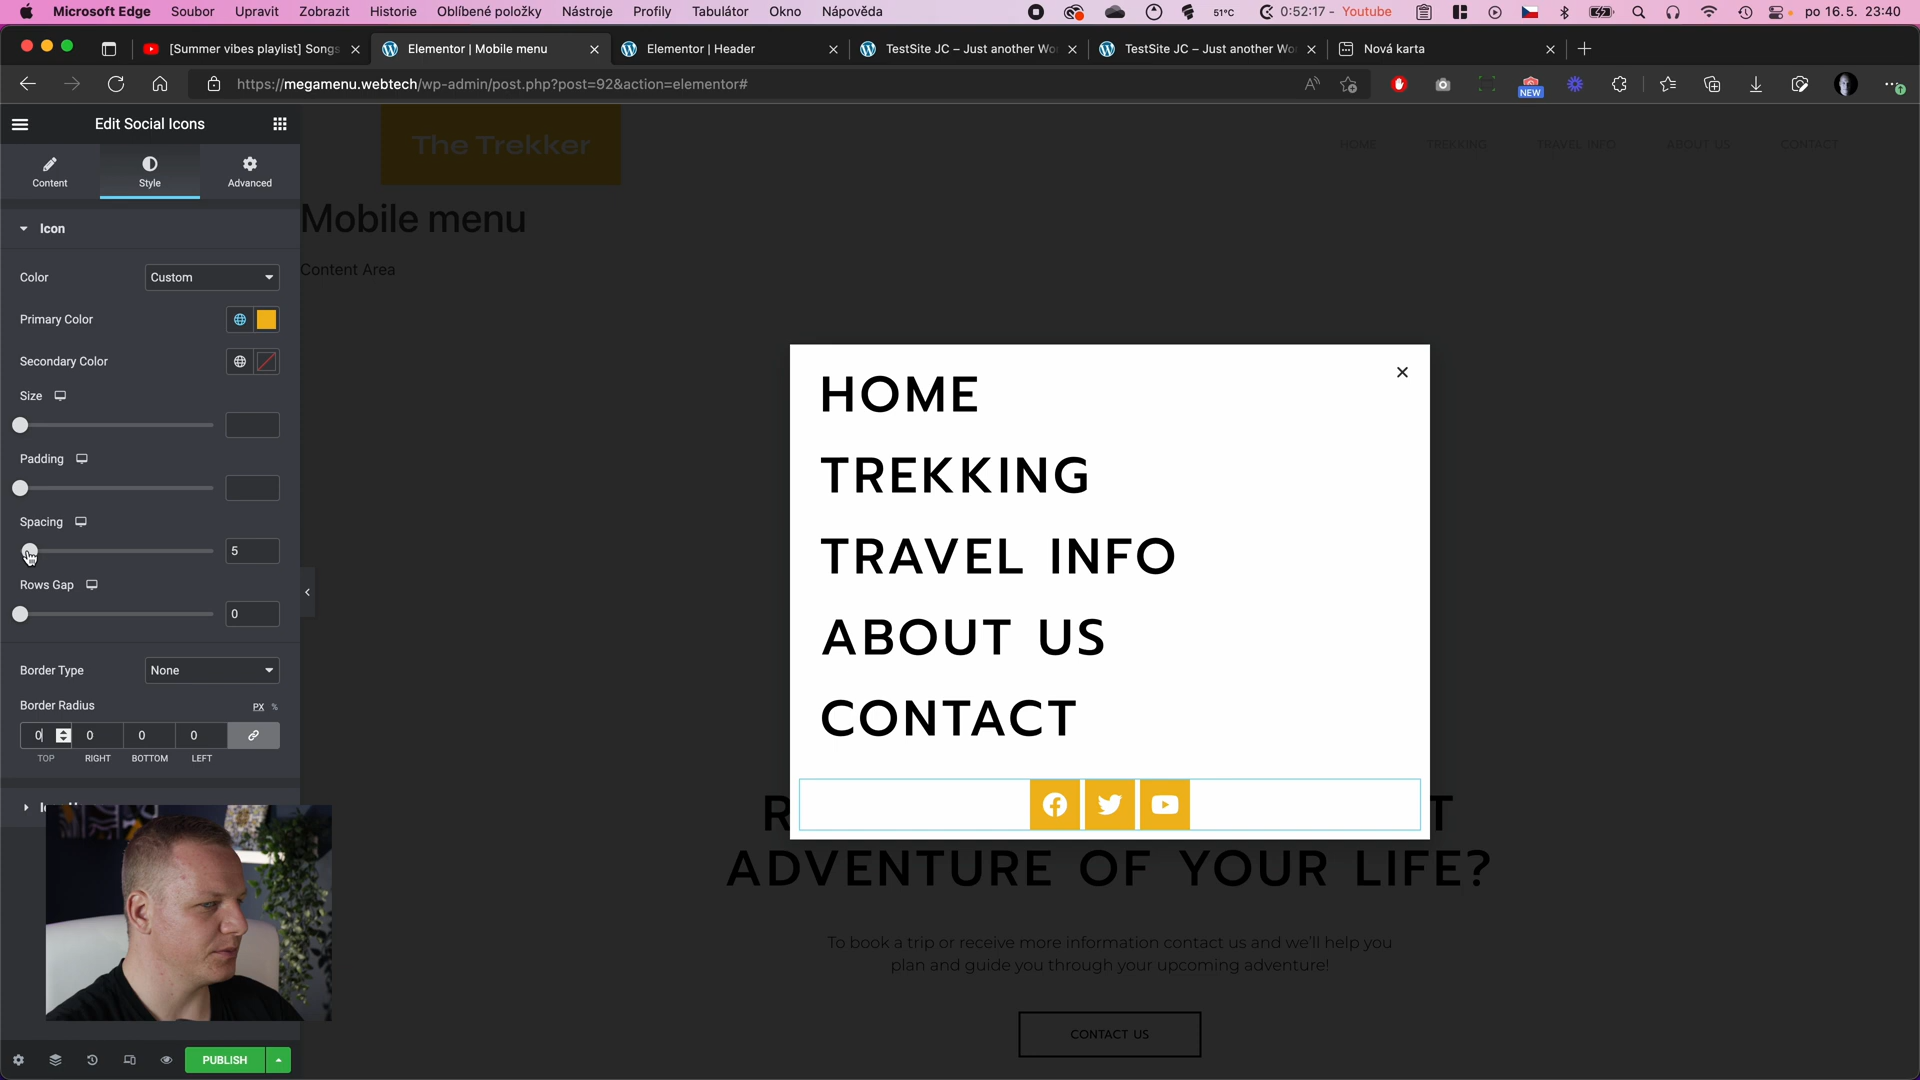 Microsoft Edge Soubor Upravit Zobrazit Historie Oblíbené položky Nástroje Profily Tabulátor Okno Nápověda 51°C 0:52:17 - Youtube po 16.5. 23:40
[Summer vibes playlist] Songs Elementor | Mobile menu Elementor | Header TestSite JC – Just another Wo TestSite JC – Just another Wo Nová karta
https://megamenu.webtech/wp-admin/post.php?post=92&action=elementor#
NEW
Edit Social Icons
Content Style Advanced
Icon
Color Custom
Primary Color
Secondary Color
Size
Padding
Spacing
5
Rows Gap
0
Border Type None
Border Radius PX %
0 0 0 0
TOP RIGHT BOTTOM LEFT
PUBLISH
The Trekker
HOME TREKKING TRAVEL INFO ABOUT US CONTACT
Mobile menu
Content Area
HOME
TREKKING
TRAVEL INFO
ABOUT US
CONTACT
ADVENTURE OF YOUR LIFE?
To book a trip or receive more information contact us and we'll help you
plan and guide you through your upcoming adventure!
CONTACT US